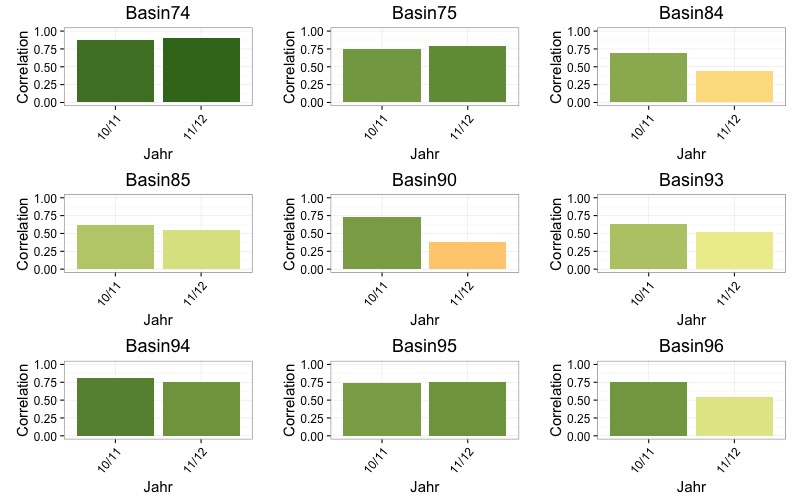 Basin74 Basin75 Basin84
Correlation 1.00 0.75 0.50 0.25 0.00 Correlation 1.00 0.75 0.50 0.25 0.00 Correlation 1.00 0.75 0.50 0.25 0.00
10/11 11/12 10/11 11/12 10/11 11/12
Jahr Jahr Jahr
Basin85 Basin90 Basin93
Correlation 1.00 0.75 0.50 0.25 0.00 Correlation 1.00 0.75 0.50 0.25 0.00 Correlation 1.00 0.75 0.50 0.25 0.00
10/11 11/12 10/11 11/12 10/11 11/12
Jahr Jahr Jahr
Basin94 Basin95 Basin96
Correlation 1.00 0.75 0.50 0.25 0.00 Correlation 1.00 0.75 0.50 0.25 0.00 Correlation 1.00 0.75 0.50 0.25 0.00
10/11 11/12 10/11 11/12 10/11 11/12
Jahr Jahr Jahr